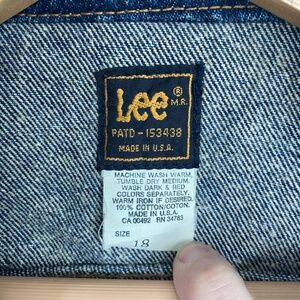 Lee ® M.R.
PATD - 153438
MADE IN U.S.A.
MACHINE WASH WARM,
TUMBLE DRY MEDIUM.
WASH DARK & RED
COLORS SEPARATELY.
WARM IRON IF DESIRED.
100% COTTON/COTON.
MADE IN U.S.A.
CA 00492 RN 34783
SIZE
18